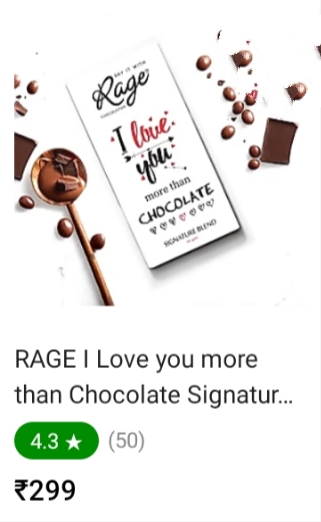 SAY IT WITH
Rage
I love
you
more than
CHOCOLATE
SIGNATURE BLEND
RAGE I Love you more
than Chocolate Signatur...
4.3 ★ (50)
₹299